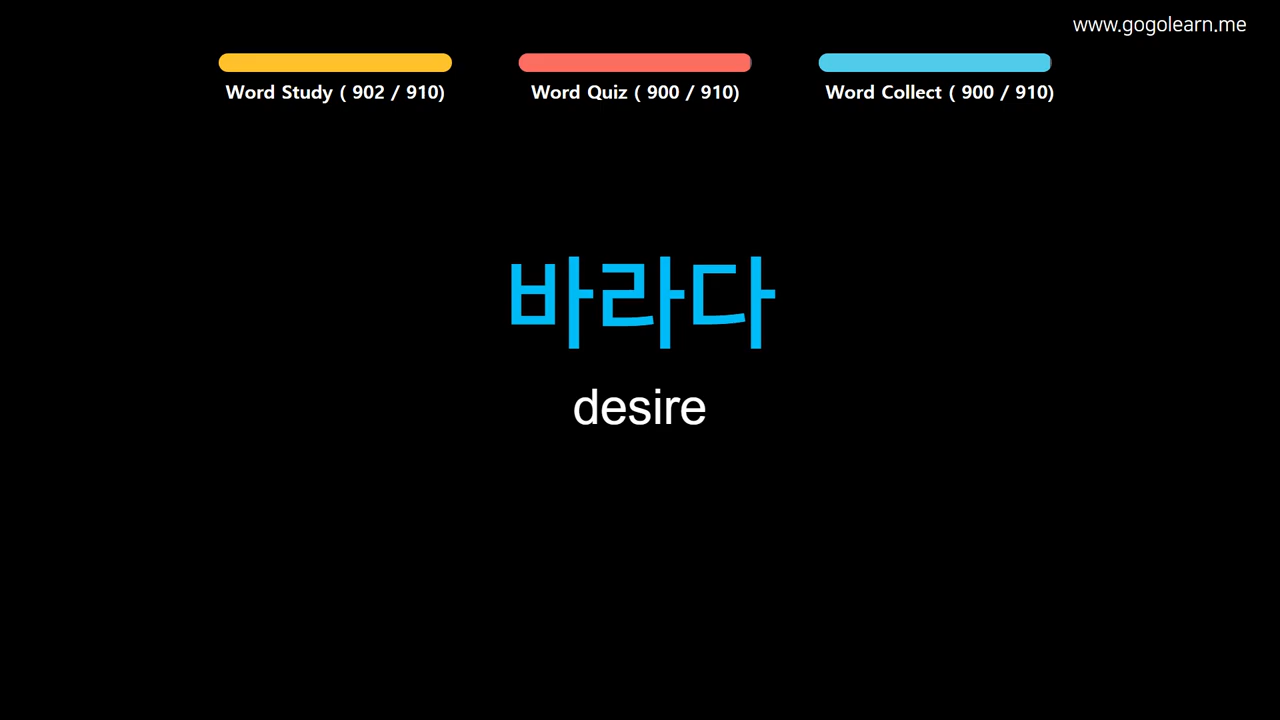 www.gogolearn.me
Word Study ( 902 / 910)
Word Quiz ( 900 / 910)
Word Collect ( 900 / 910)
바라다
desire